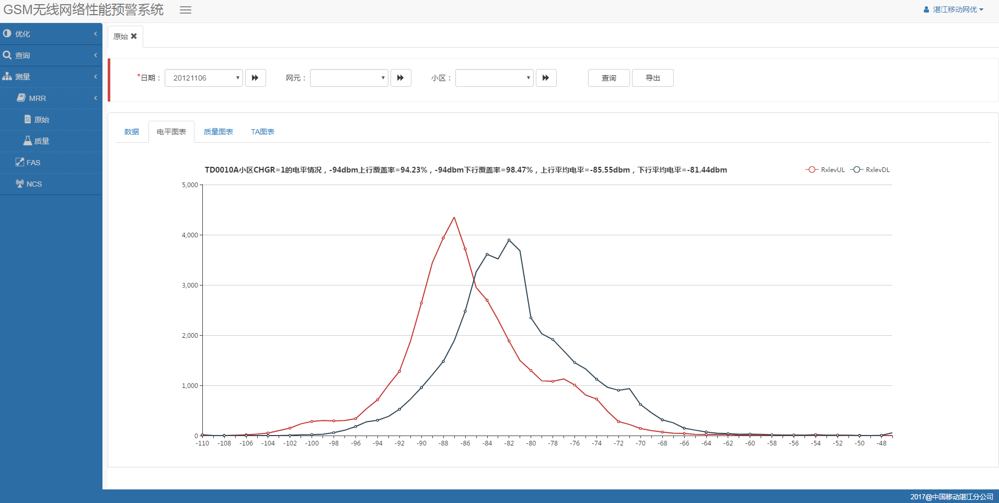 GSM无线网络性能预警系统
湛江移动网优
优化
查询
测量
MRR
原始
质量
FAS
NCS
原始
*日期： 20121106 网元： 小区： 查询 导出
数据 电平图表 质量图表 TA图表
TD0010A小区CHGR=1的电平情况，-94dbm上行覆盖率=94.23%，-94dbm下行覆盖率=98.47%，上行平均电平=-85.55dbm，下行平均电平=-81.44dbm
RxlevUL RxlevDL
5,000
4,000
3,000
2,000
1,000
0
-110 -108 -106 -104 -102 -100 -98 -96 -94 -92 -90 -88 -86 -84 -82 -80 -78 -76 -74 -72 -70 -68 -66 -64 -62 -60 -58 -56 -54 -52 -50 -48
2017@中国移动湛江分公司